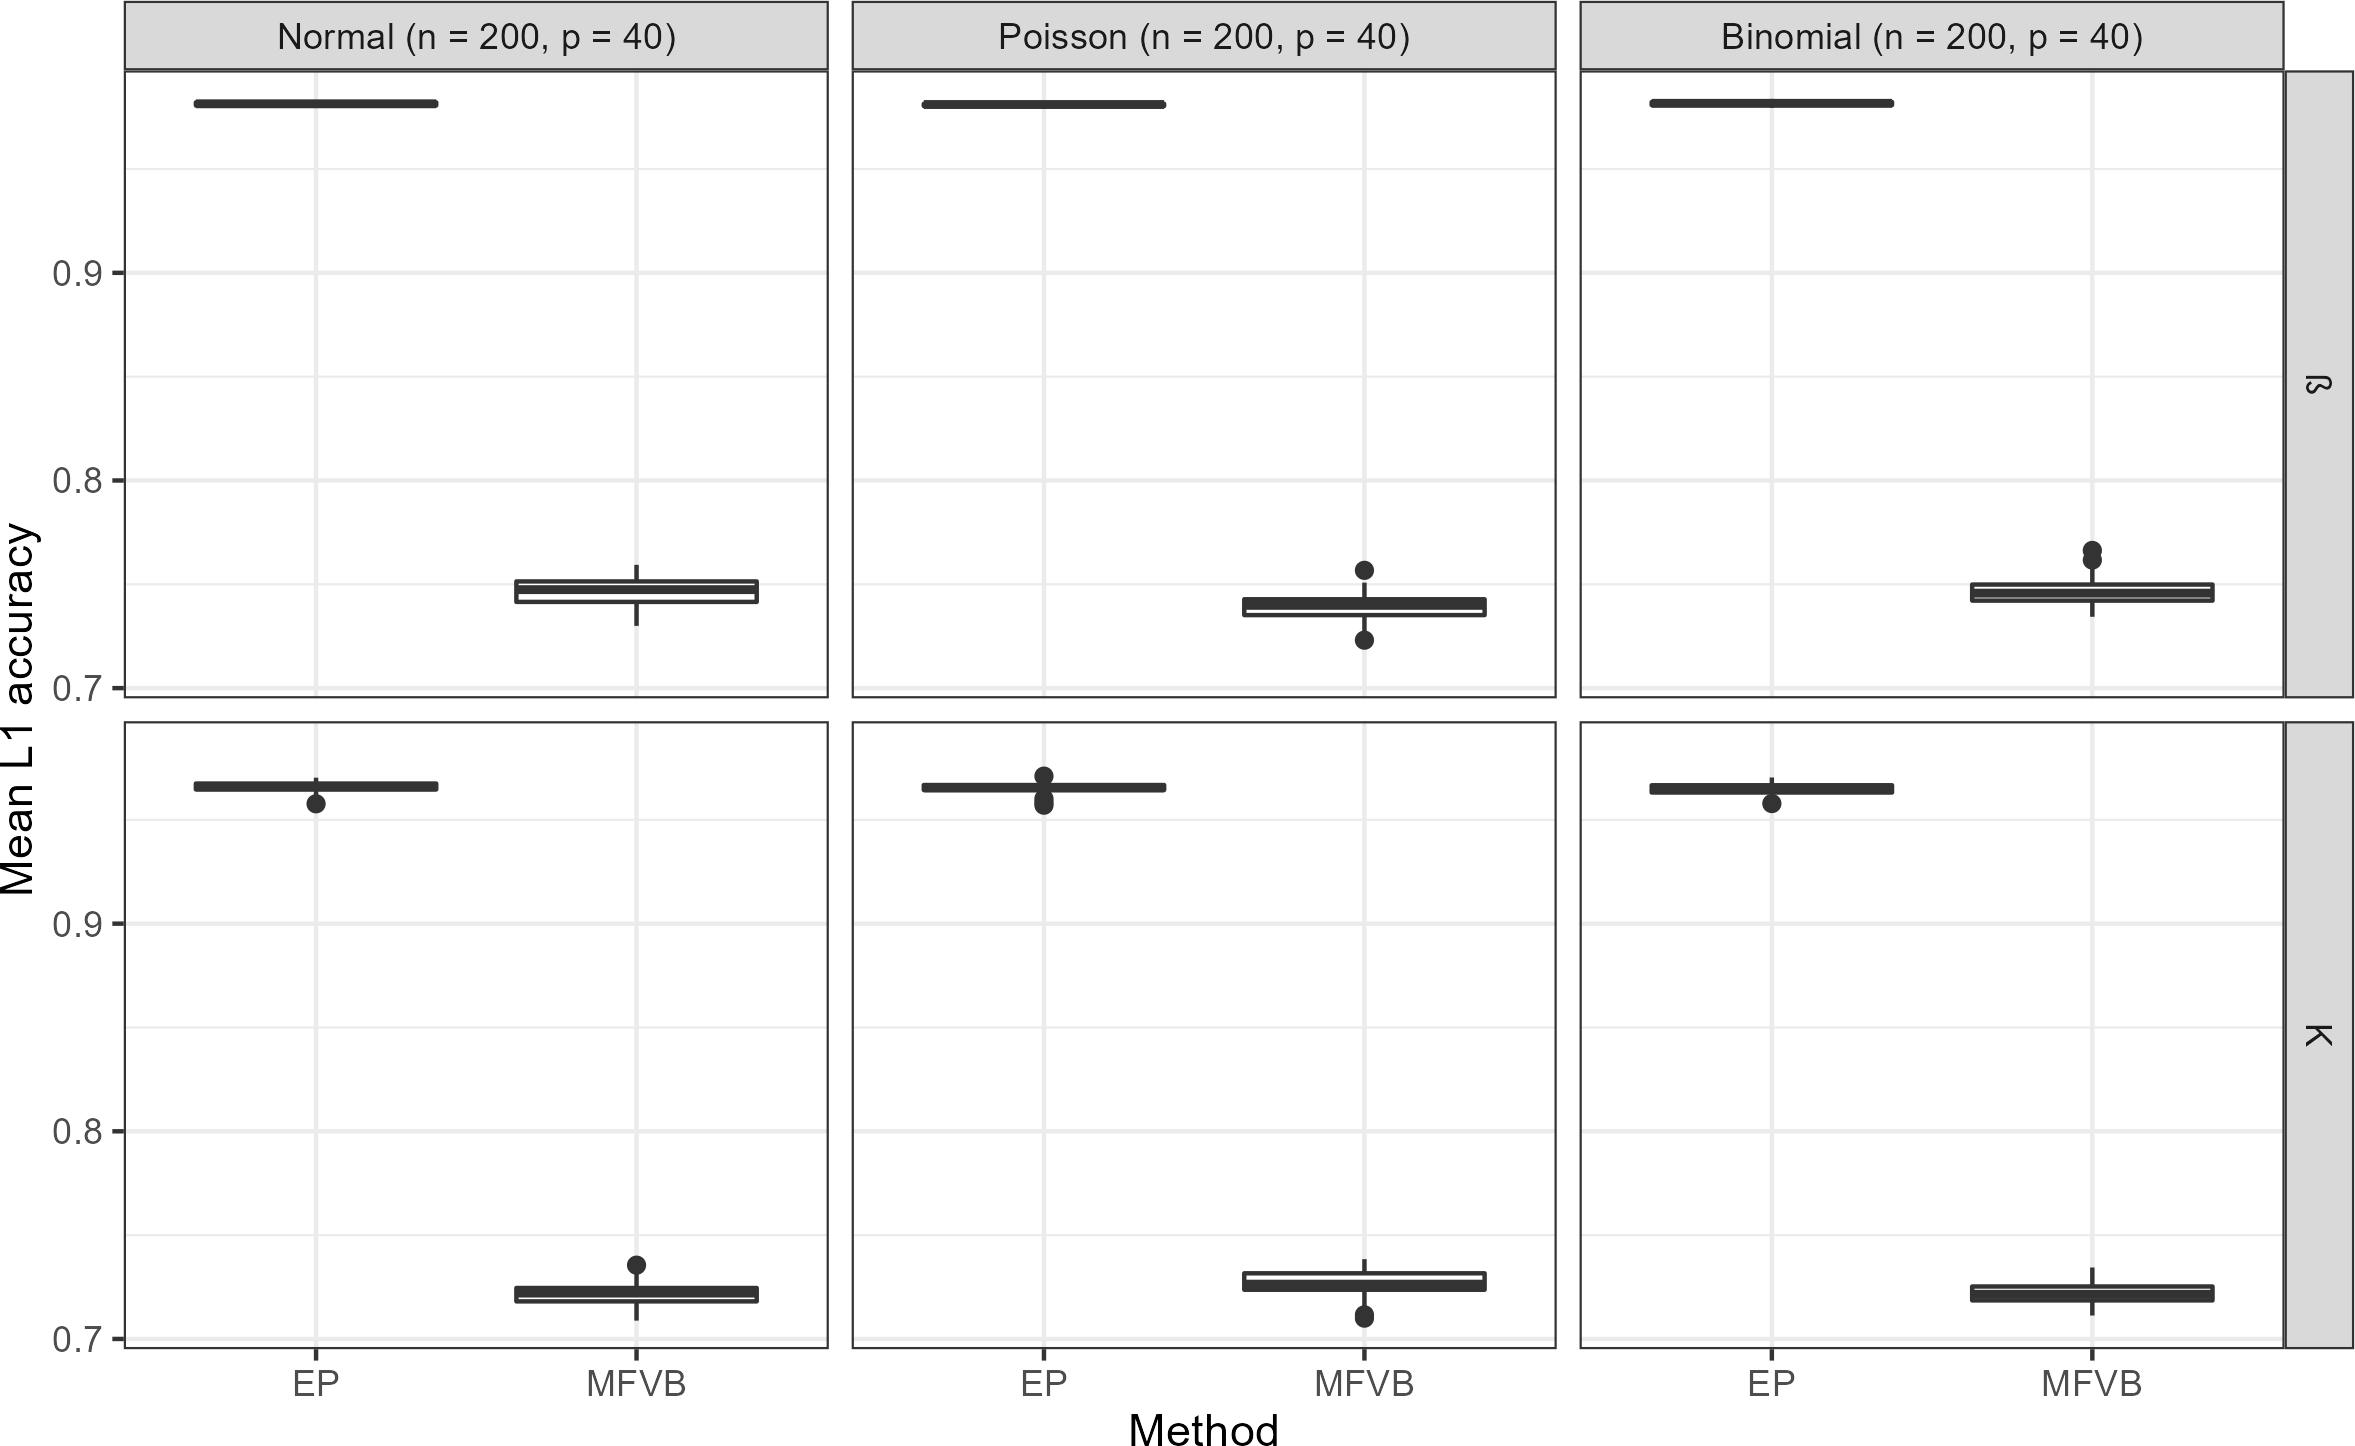 Normal (n = 200, p = 40)
Poisson (n = 200, p = 40)
Binomial (n = 200, p = 40)
0.9
0.8
0.7
ß
0.9
0.8
0.7
K
Mean L1 accuracy
EP
MFVB
EP
MFVB
EP
MFVB
Method